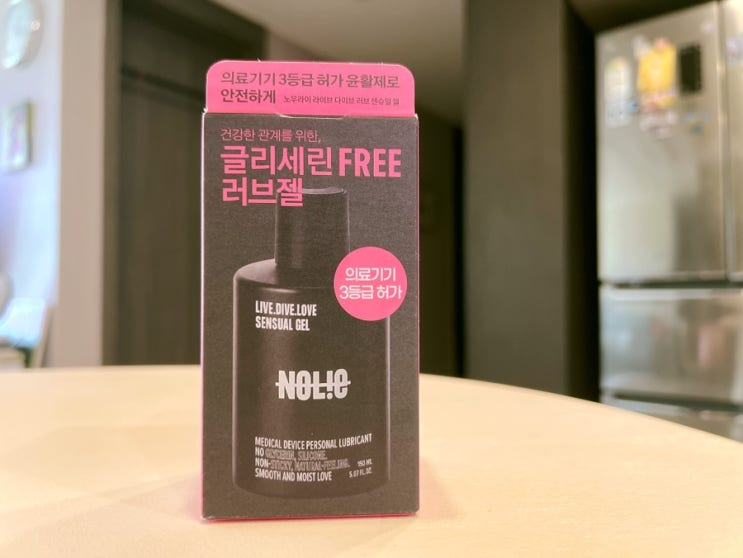 의료기기 3등급 허가 윤활제로
안전하게 노우라이 라이브 다이브 러브 센슈얼 젤
건강한 관계를 위한,
글리세린 FREE
러브젤
의료기기
3등급 허가
LIVE.DIVE.LOVE
SENSUAL GEL
NOL!E
MEDICAL DEVICE PERSONAL LUBRICANT
NO GLYCERIN, SILICONE.
NON-STICKY, NATURAL-FEELING. 150 ML
SMOOTH AND MOIST LOVE 5.07 FL.OZ.